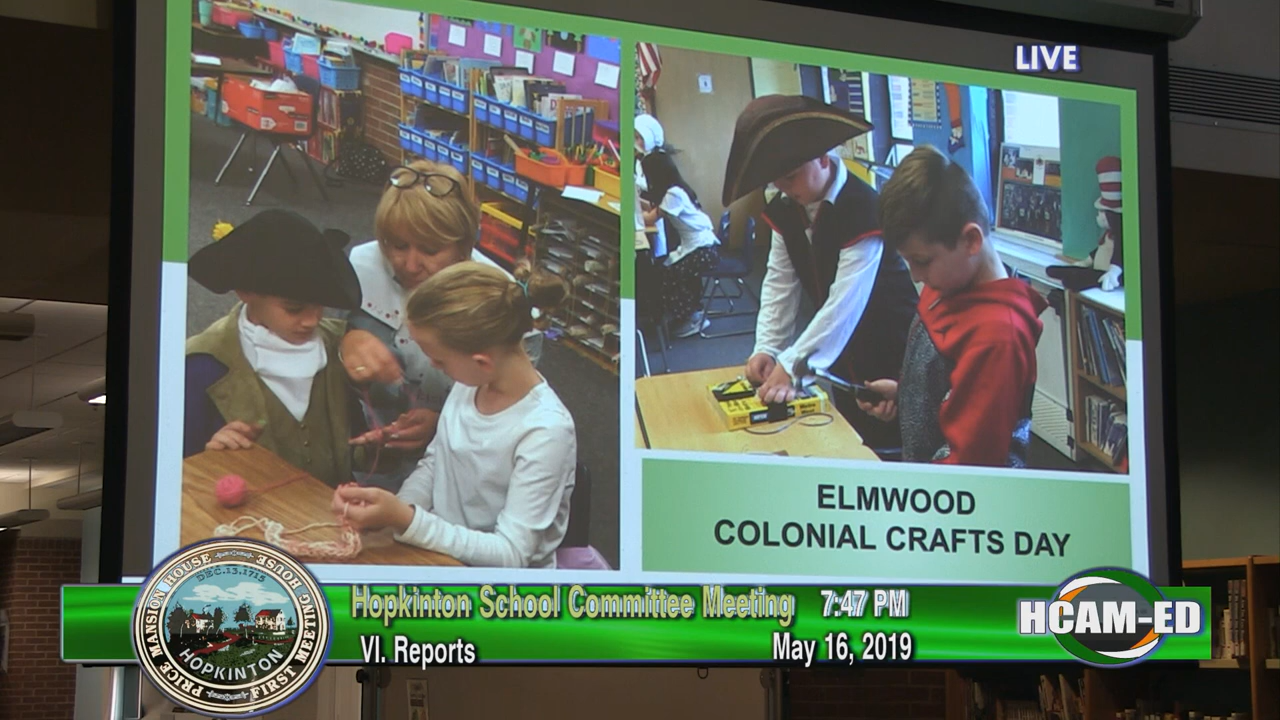 LIVE
ELMWOOD
COLONIAL CRAFTS DAY
Hopkinton School Committee Meeting 7:47 PM
VI. Reports May 16, 2019
HCAM-ED
PRICE MANSION HOUSE
HOUSE FIRST MEETING
DEC.13.1715
HOPKINTON